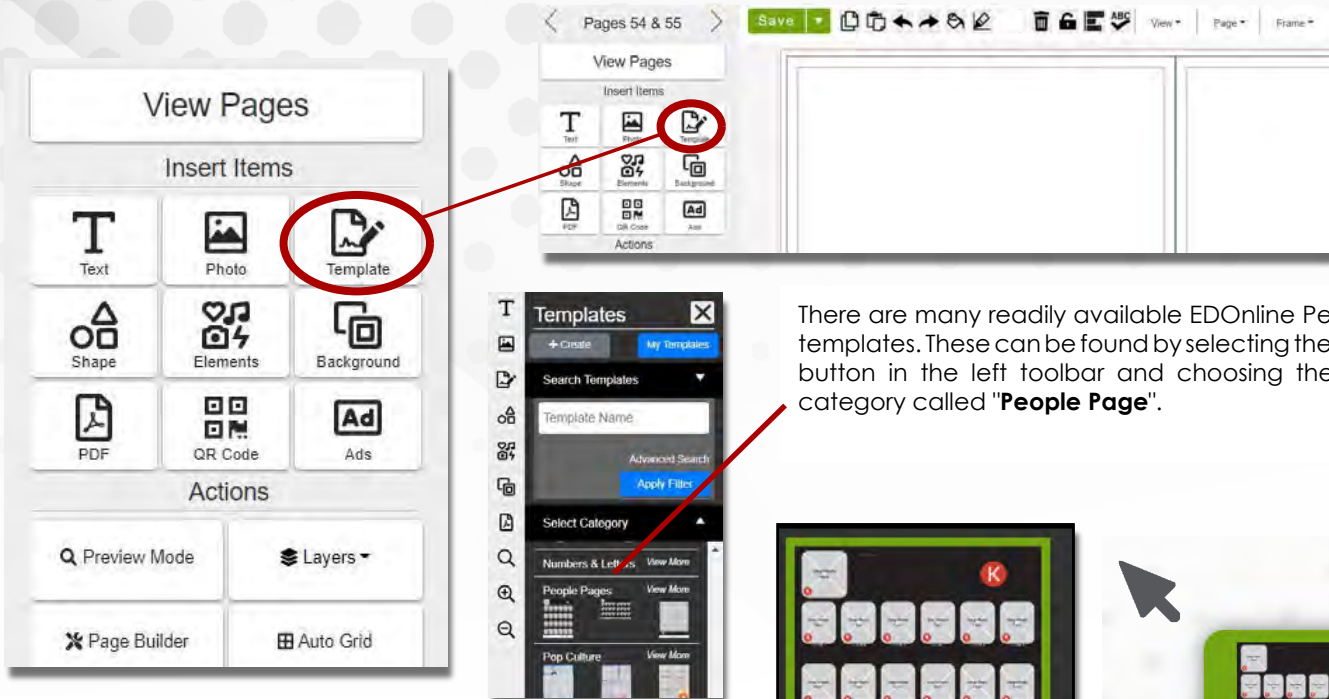 View Pages
Insert Items
Text
Photo
Template
Shape
Elements
Background
PDF
QR Code
Ad
Ads
Actions
Preview Mode
Layers
Page Builder
Auto Grid
Pages 54 & 55
Save
ABC
View
Page
Frame
View Pages
Insert Items
Text
Photo
Template
Shape
Elements
Background
PDF
QR Code
Ad
Ads
Actions
Templates
+ Create
My Templates
Search Templates
Template Name
Advanced Search
Apply Filter
Select Category
Numbers & Letters View More
People Pages View More
Pop Culture View More
There are many readily available EDOnline Pe
templates. These can be found by selecting the
button in the left toolbar and choosing the
category called "People Page".
K